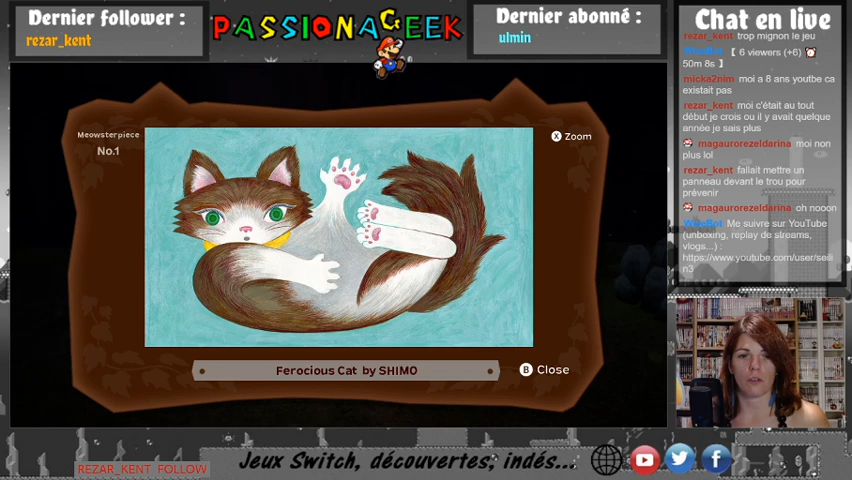 Dernier follower :
rezar_kent
PASSIONAGEEK
Dernier abonné :
ulmin
Chat en live
rezar_kent trop mignon le jeu
【 6 viewers (+6)
50m 8s 】
micka2nim moi a 8 ans youtbe ca
existait pas
rezar_kent moi c'était au tout
début je crois ou il y avait quelque
année je sais plus
magaurorezeldarina moi non
plus lol
rezar_kent fallait mettre un
panneau devant le trou pour
prévenir
magaurorezeldarina oh nooon
Me suivre sur YouTube
(unboxing, replay de streams,
vlogs...) :
https://www.youtube.com/user/seili
n3
Meowsterpiece
No.1
X Zoom
Ferocious Cat by SHIMO
B Close
REZAR_KENT FOLLOW
Jeux Switch, découvertes, indés...